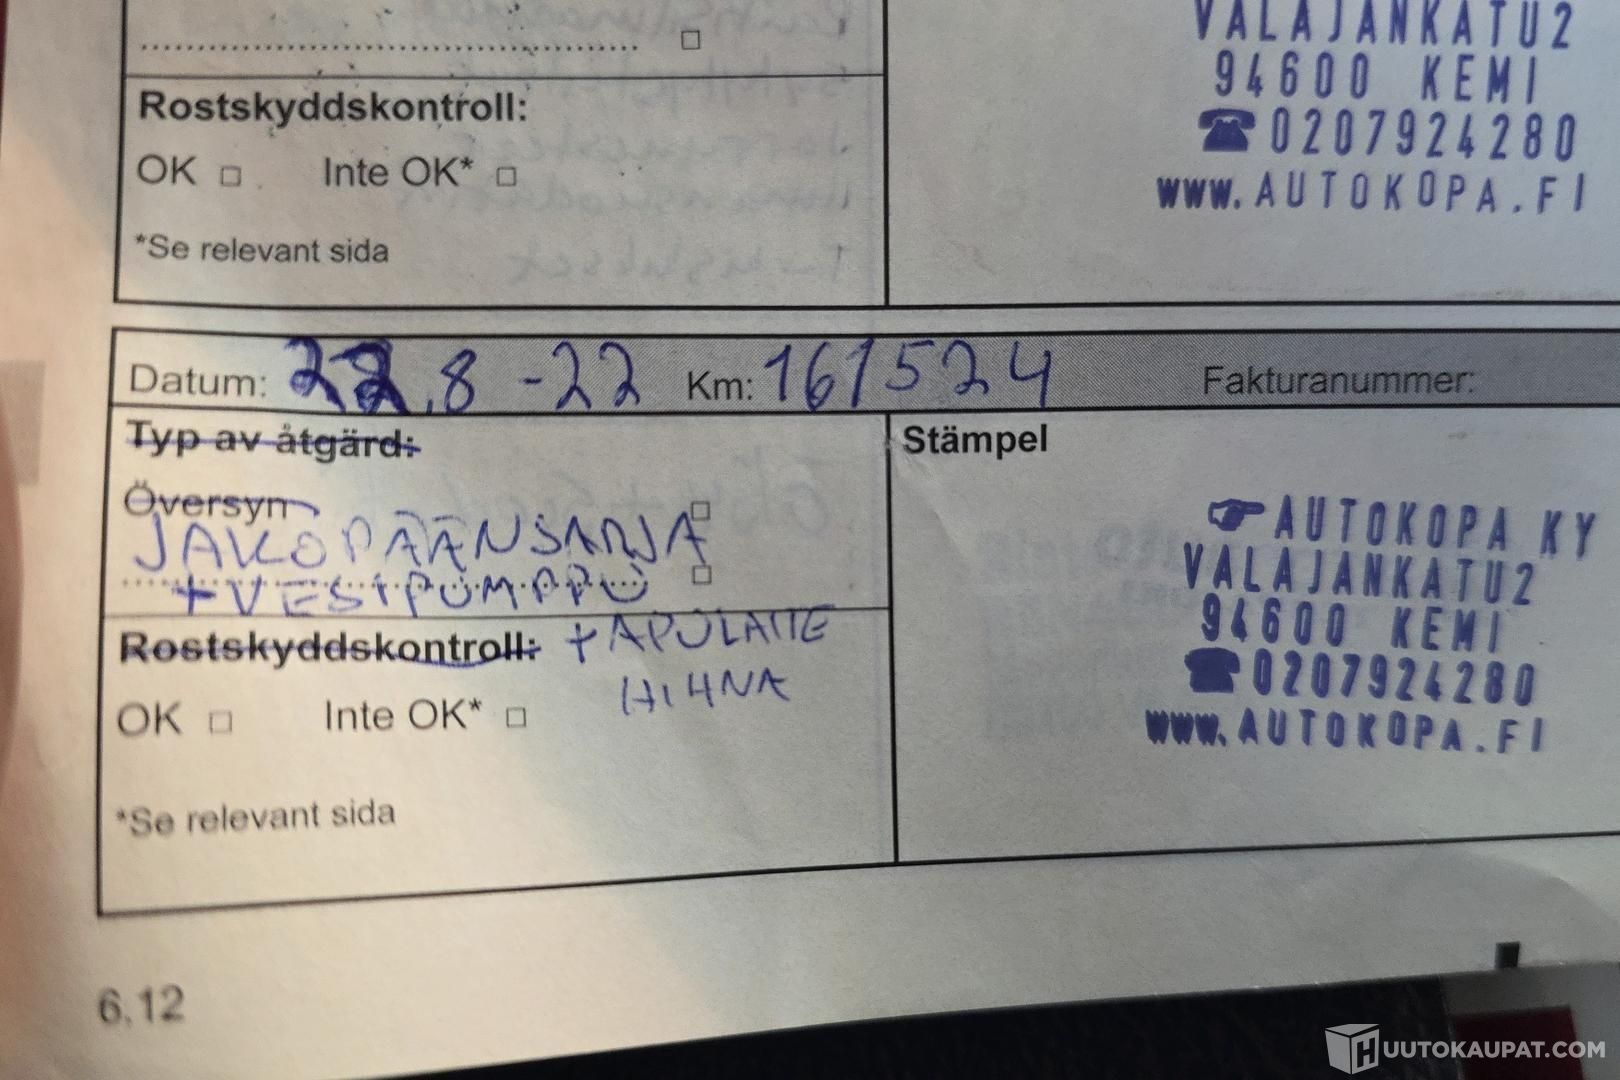 VALAJANKATU2
94600 KEMI
☎0207924280
www.AUTOKOPA.FI
Rostskyddskontroll:
OK □ Inte OK* □
*Se relevant sida
Datum: 22.8 -22 Km: 161524 Fakturanummer:
Typ av åtgärd:
Översyn
JAKOPÄÄNSARJA
+VESIPUMPPU
Rostskyddskontroll: + APULAITE
HIHNA
OK □ Inte OK* □
*Se relevant sida
Stämpel
☞AUTOKOPA KY
VALAJANKATU2
94600 KEMI
☎0207924280
www.AUTOKOPA.FI
6.12
HUUTOKAUPAT.COM